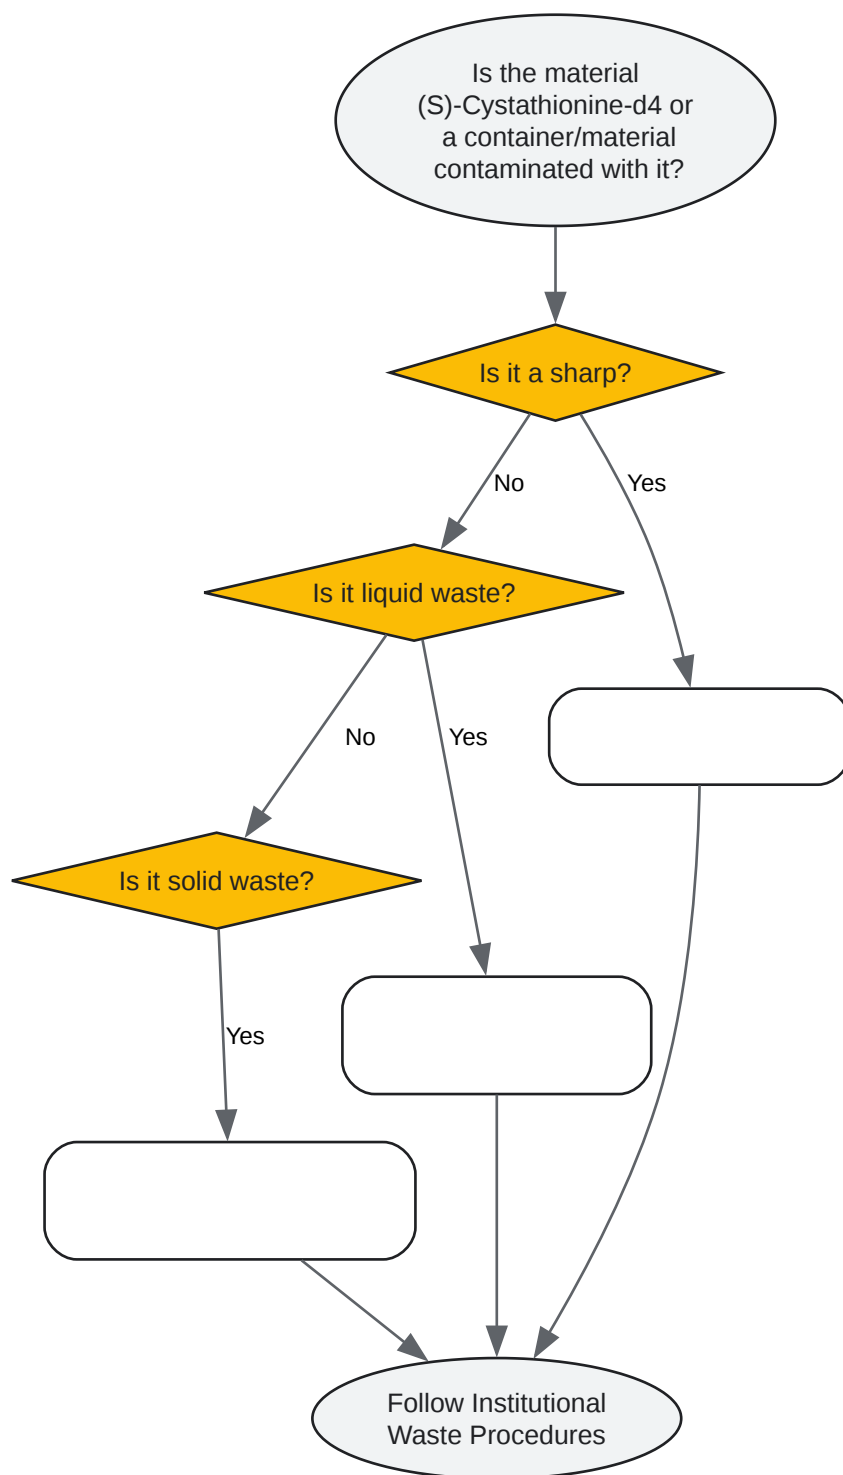 Is the material
(S)-Cystathionine-d4 or
a container/material
contaminated with it?
Is it a sharp?
No
Yes
Is it liquid waste?
No
Yes
Is it solid waste?
Yes
Follow Institutional
Waste Procedures